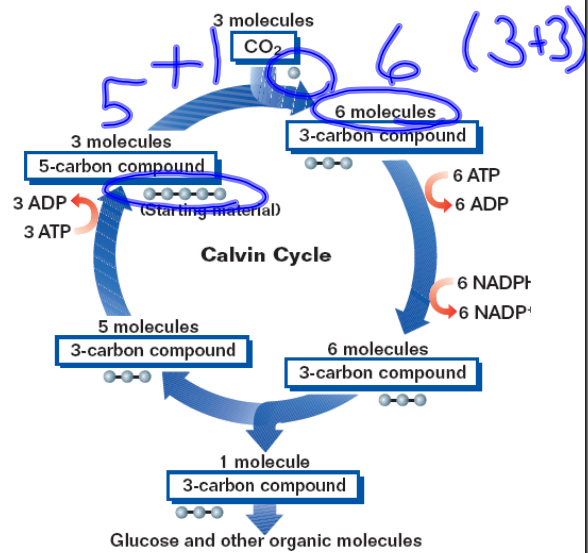 3 molecules
CO₂
5 +1
6 (3+3)
6 molecules
3-carbon compound
3 molecules
5-carbon compound
(Starting material)
3 ADP
3 ATP
6 ATP
6 ADP
Calvin Cycle
6 NADPH
6 NADP⁺
5 molecules
3-carbon compound
6 molecules
3-carbon compound
1 molecule
3-carbon compound
Glucose and other organic molecules